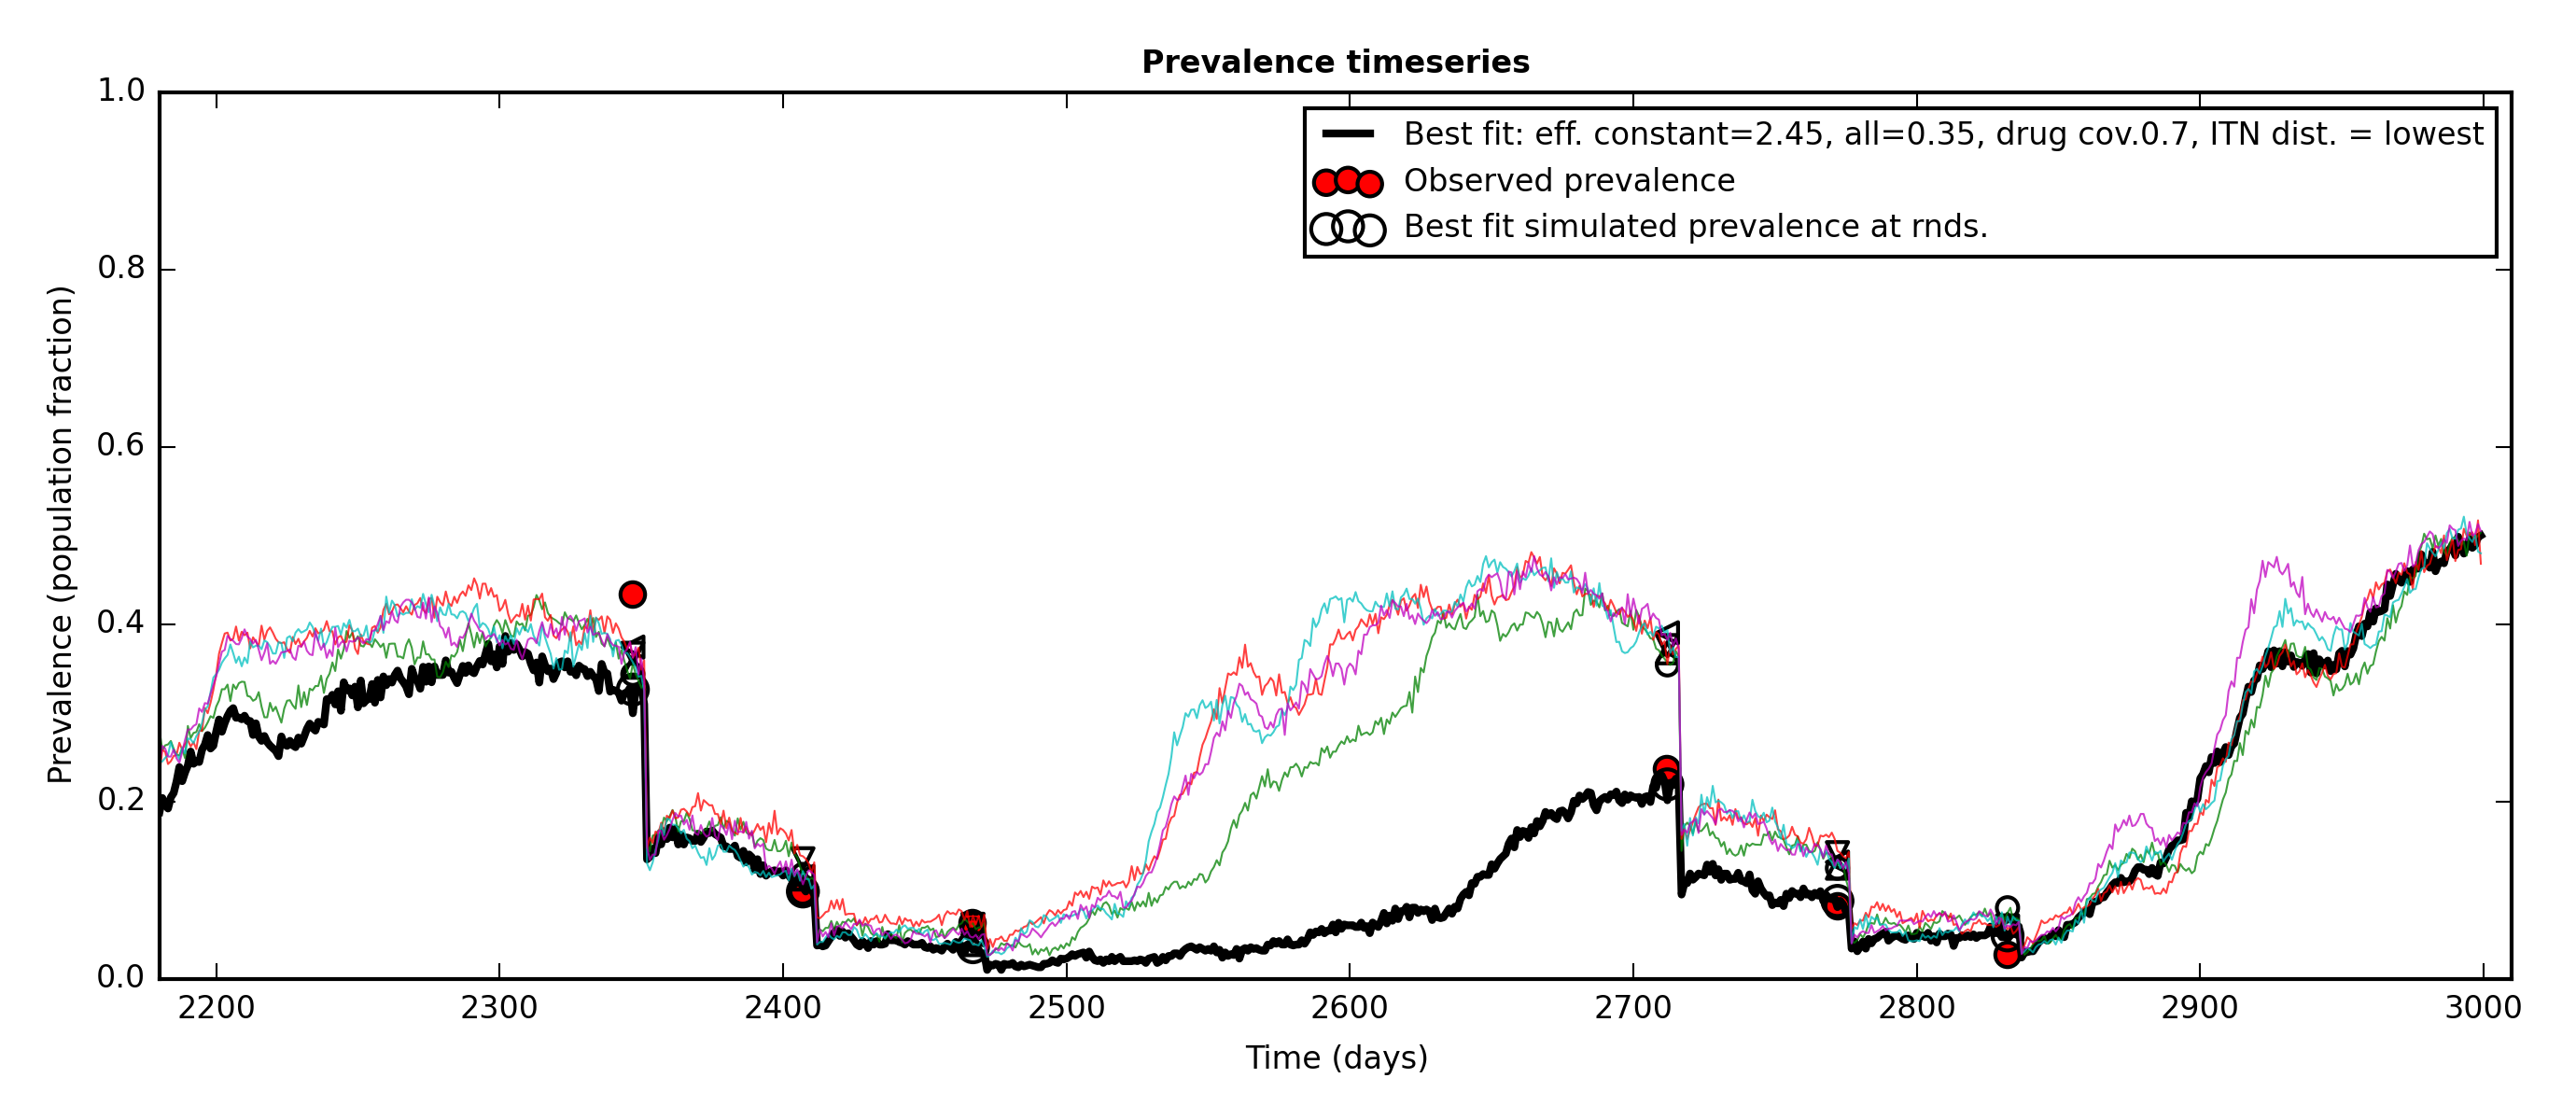 Prevalence timeseries
1.0
0.8
0.6
0.4
0.2
0.0
Prevalence (population fraction)
Best fit: eff. constant=2.45, all=0.35, drug cov.0.7, ITN dist. = lowest
Observed prevalence
Best fit simulated prevalence at rnds.
2200 2300 2400 2500 2600 2700 2800 2900 3000
Time (days)